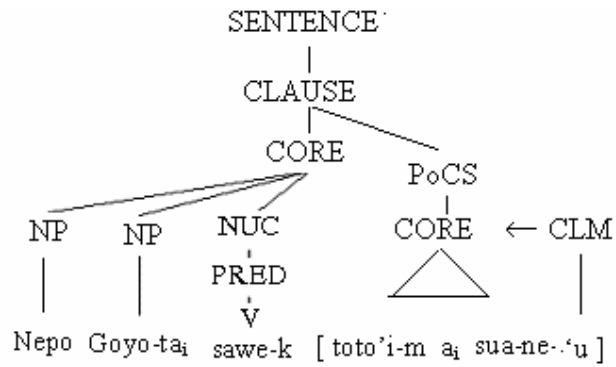 SENTENCE
CLAUSE
CORE
PoCS
NP NP NUC CORE ← CLM
PRED
V
Nepo Goyo-taᵢ sawe-k [ toto'i-m aᵢ sua-ne-.‘u ]